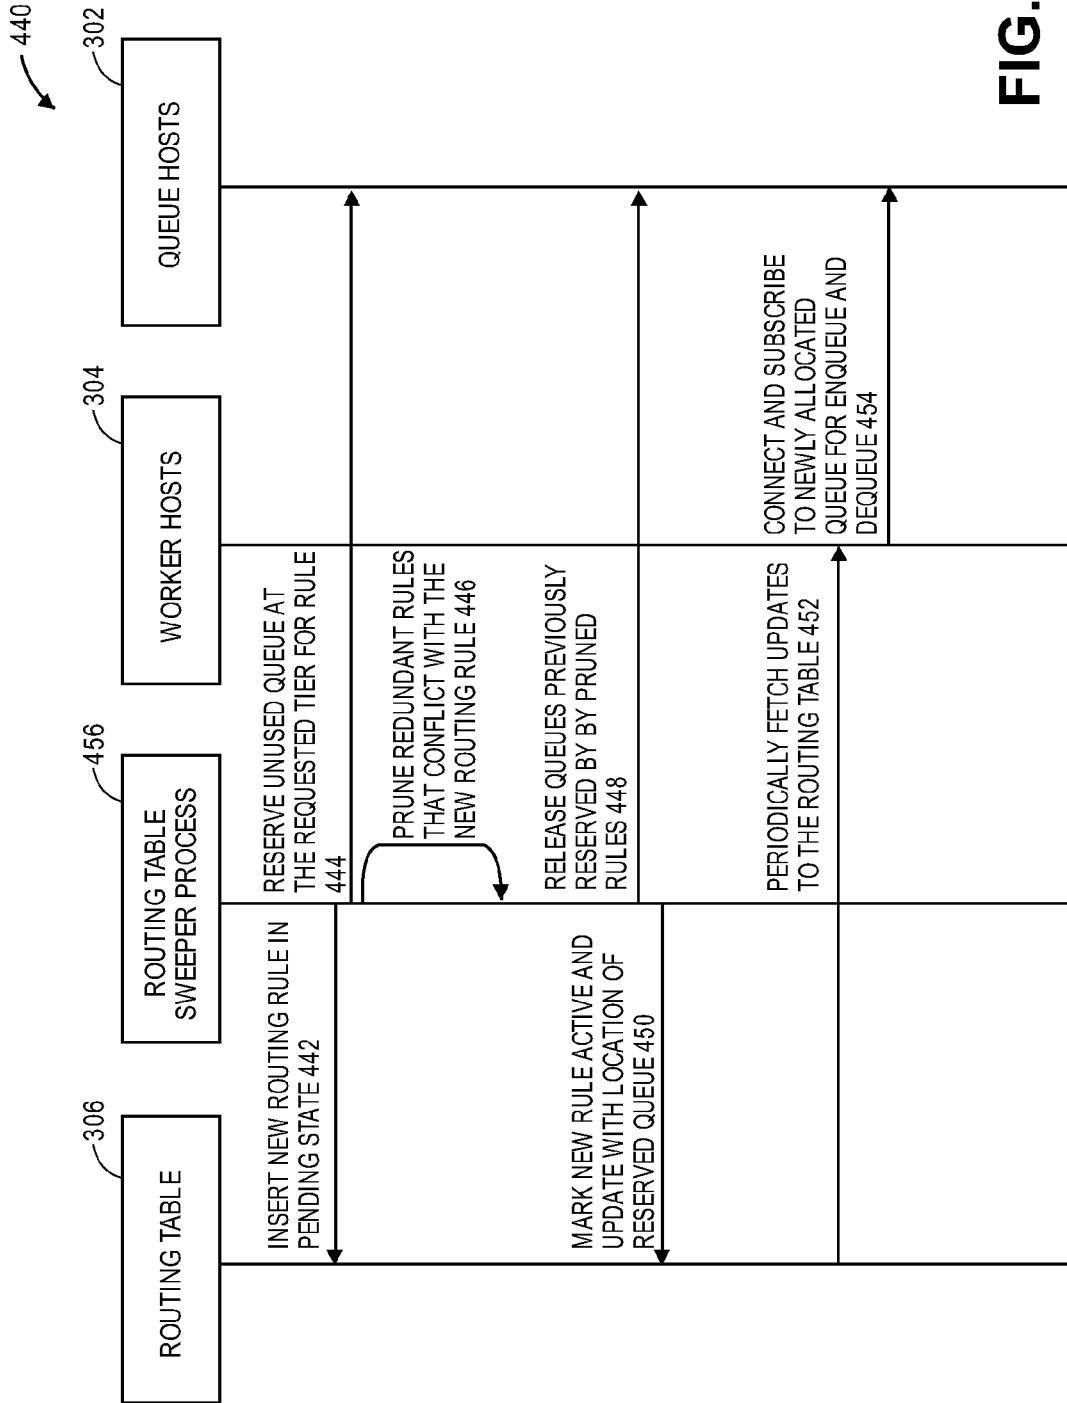 440
306
456
304
302
ROUTING TABLE
ROUTING TABLE
SWEEPER PROCESS
WORKER HOSTS
QUEUE HOSTS
INSERT NEW ROUTING RULE IN
PENDING STATE 442
RESERVE UNUSED QUEUE AT
THE REQUESTED TIER FOR RULE
444
PRUNE REDUNDANT RULES
THAT CONFLICT WITH THE
NEW ROUTING RULE 446
RELEASE QUEUES PREVIOUSLY
RESERVED BY BY PRUNED
RULES 448
MARK NEW RULE ACTIVE AND
UPDATE WITH LOCATION OF
RESERVED QUEUE 450
PERIODICALLY FETCH UPDATES
TO THE ROUTING TABLE 452
CONNECT AND SUBSCRIBE
TO NEWLY ALLOCATED
QUEUE FOR ENQUEUE AND
DEQUEUE 454
FIG.